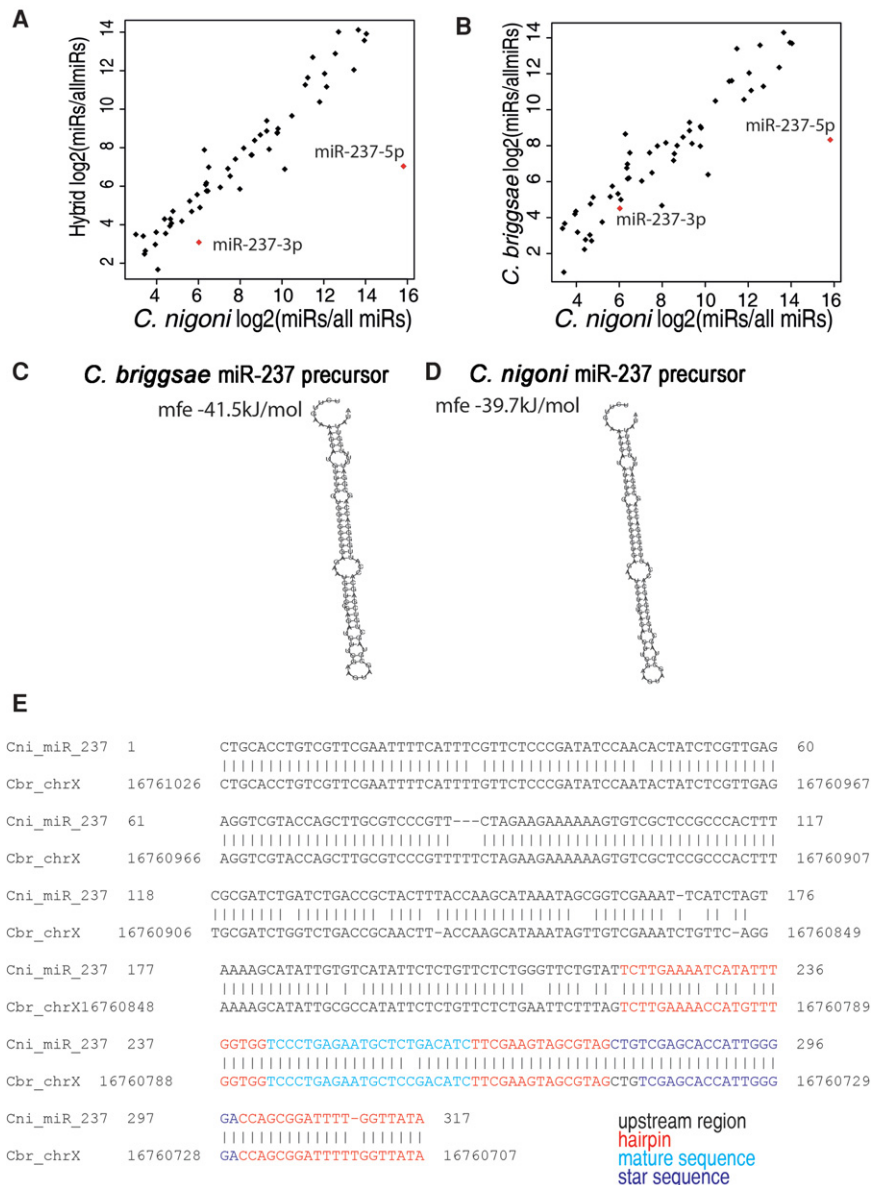 A
Hybrid log2(miRs/allmiRs)
14
12
10
8
6
4
2
miR-237-5p
miR-237-3p
4 6 8 10 12 14 16
C. nigoni log2(miRs/all miRs)
B
C. briggsae log2(miRs/allmiRs)
14
12
10
8
6
4
2
miR-237-5p
miR-237-3p
4 6 8 10 12 14 16
C. nigoni log2(miRs/all miRs)
C C. briggsae miR-237 precursor
mfe -41.5kJ/mol
D C. nigoni miR-237 precursor
mfe -39.7kJ/mol
E
Cni_miR_237 1 CTGCACCTGTCGTTCGAATTTTCATTTCGTTCTCCCGATATCCAACACTATCTCGTTGAG 60
Cbr_chrX 16761026 CTGCACCTGTCGTTCGAATTTTCATTTTGTTCTCCCGATATCCAATACTATCTCGTTGAG 16760967
Cni_miR_237 61 AGGTCGTACCAGCTTGCGTCCCGTT---CTAGAAGAAAAAAGTGTCGCTCCGCCCACTTT 117
Cbr_chrX 16760966 AGGTCGTACCAGCTTGCGTCCCGTTTTTCTAGAAGAAAAAAGTGTCGCTCCGCCCACTTT 16760907
Cni_miR_237 118 CGCGATCTGATCTGACCGCTACTTTACCAAGCATAAATAGCGGTCGAAAT-TCATCTAGT 176
Cbr_chrX 16760906 TGCGATCTGGTCTGACCGCAACTT-ACCAAGCATAAATAGTTGTCGAAATCTGTTC-AGG 16760849
Cni_miR_237 177 AAAAGCATATTGTGTCATATTCTCTGTTCTCTGGGTTCTGTATTCTTGAAAATCATATTT 236
Cbr_chrX16760848 AAAAGCATATTGCGCCATATTCTCTGTTCTCTGAATTCTTTAGTCTTGAAAACCATGTTT 16760789
Cni_miR_237 237 GGTGGTCCCTGAGAATGCTCTGACATCTTCGAAGTAGCGTAGCTGTCGAGCACCATTGGG 296
Cbr_chrX 16760788 GGTGGTCCCTGAGAATGCTCCGACATCTTCGAAGTAGCGTAGCTGTCGAGCACCATTGGG 16760729
Cni_miR_237 297 GACCAGCGGATTTT-GGTTATA 317
Cbr_chrX 16760728 GACCAGCGGATTTTTGGTTATA 16760707
upstream region
hairpin
mature sequence
star sequence